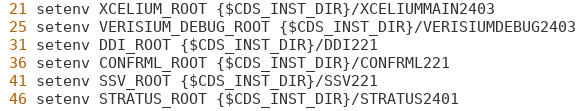 21 setenv XCELIUM_ROOT {$CDS_INST_DIR}/XCELIUMMAIN2403
25 setenv VERISIUM_DEBUG_ROOT {$CDS_INST_DIR}/VERISIUMDEBUG2403
31 setenv DDI_ROOT {$CDS_INST_DIR}/DDI221
36 setenv CONFRML_ROOT {$CDS_INST_DIR}/CONFRML221
41 setenv SSV_ROOT {$CDS_INST_DIR}/SSV221
46 setenv STRATUS_ROOT {$CDS_INST_DIR}/STRATUS2401